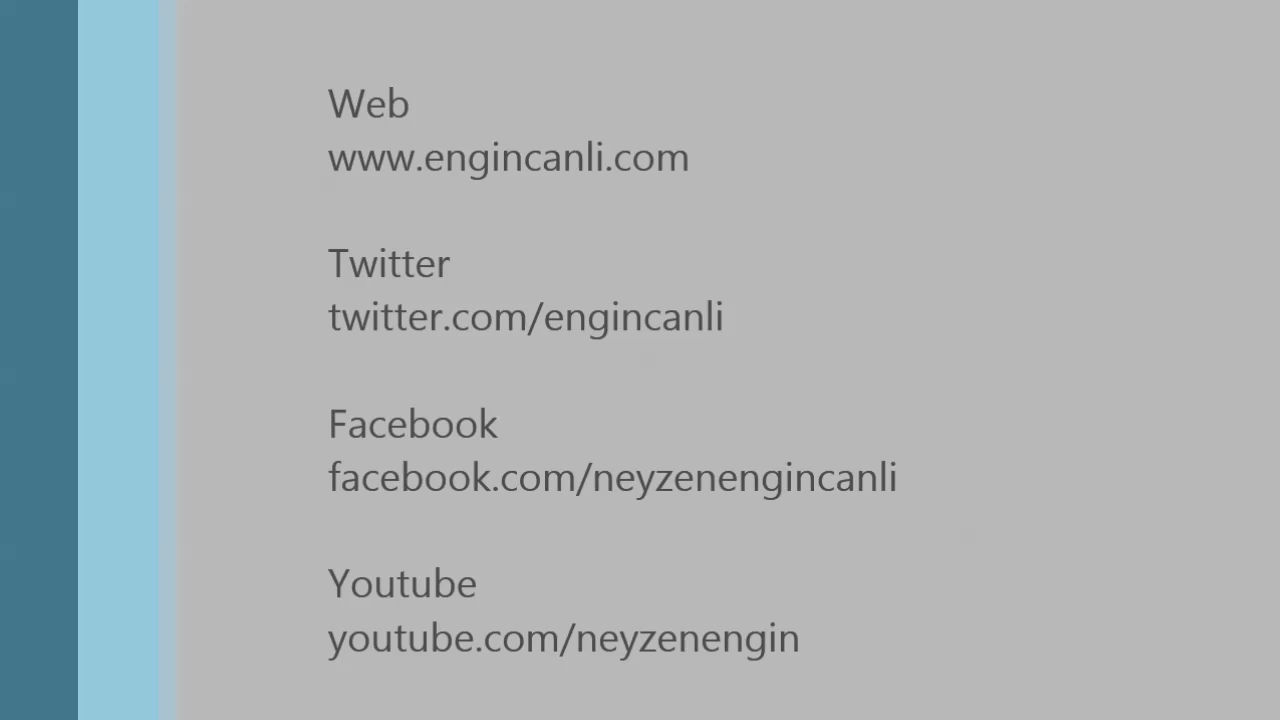 Web
www.engincanli.com
Twitter
twitter.com/engincanli
Facebook
facebook.com/neyzenengincanli
Youtube
youtube.com/neyzenengin